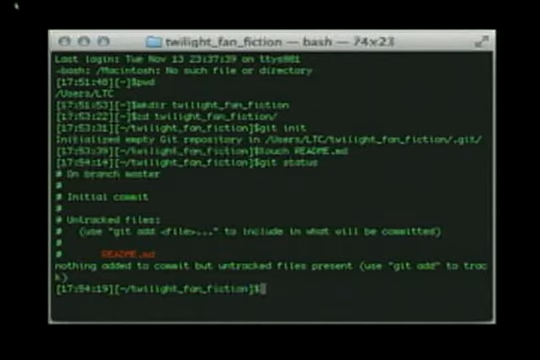 twilight_fan_fiction — bash — 74×23
Last login: Tue Nov 13 23:37:39 on ttys001
-bash: /Macintosh: No such file or directory
[17:51:48][~]$pwd
/Users/LTC
[17:51:53][~]$mkdir twilight_fan_fiction
[17:53:22][~]$cd twilight_fan_fiction/
[17:53:31][~/twilight_fan_fiction]$git init
Initialized empty Git repository in /Users/LTC/twilight_fan_fiction/.git/
[17:53:39][~/twilight_fan_fiction]$touch README.md
[17:54:14][~/twilight_fan_fiction]$git status
# On branch master
#
# Initial commit
#
# Untracked files:
#   (use "git add <file>..." to include in what will be committed)
#
#       README.md
nothing added to commit but untracked files present (use "git add" to trac
k)
[17:54:19][~/twilight_fan_fiction]$